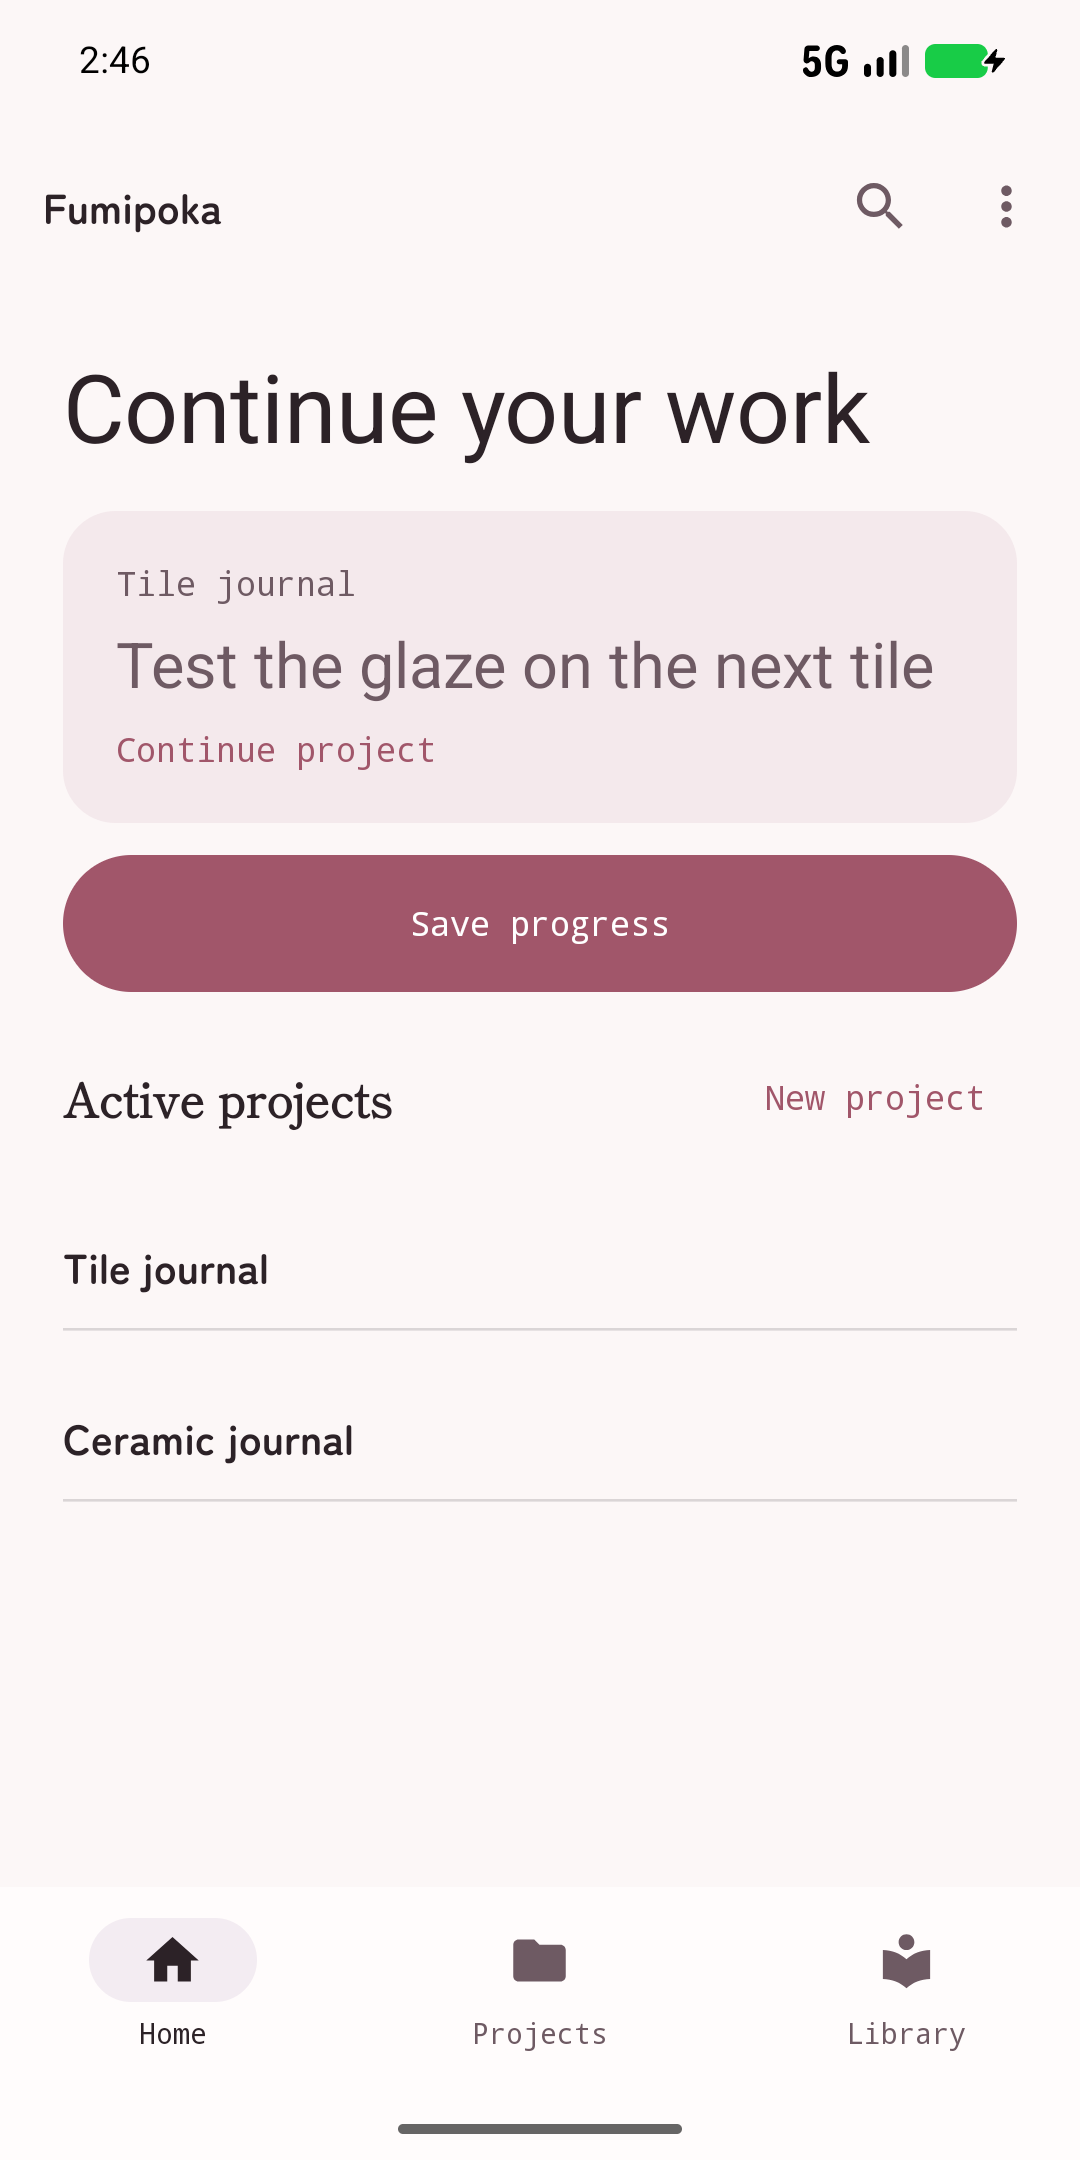 2:46 5G
Fumipoka
Continue your work
Tile journal
Test the glaze on the next tile
Continue project
Save progress
Active projects New project
Tile journal
Ceramic journal
Home Projects Library